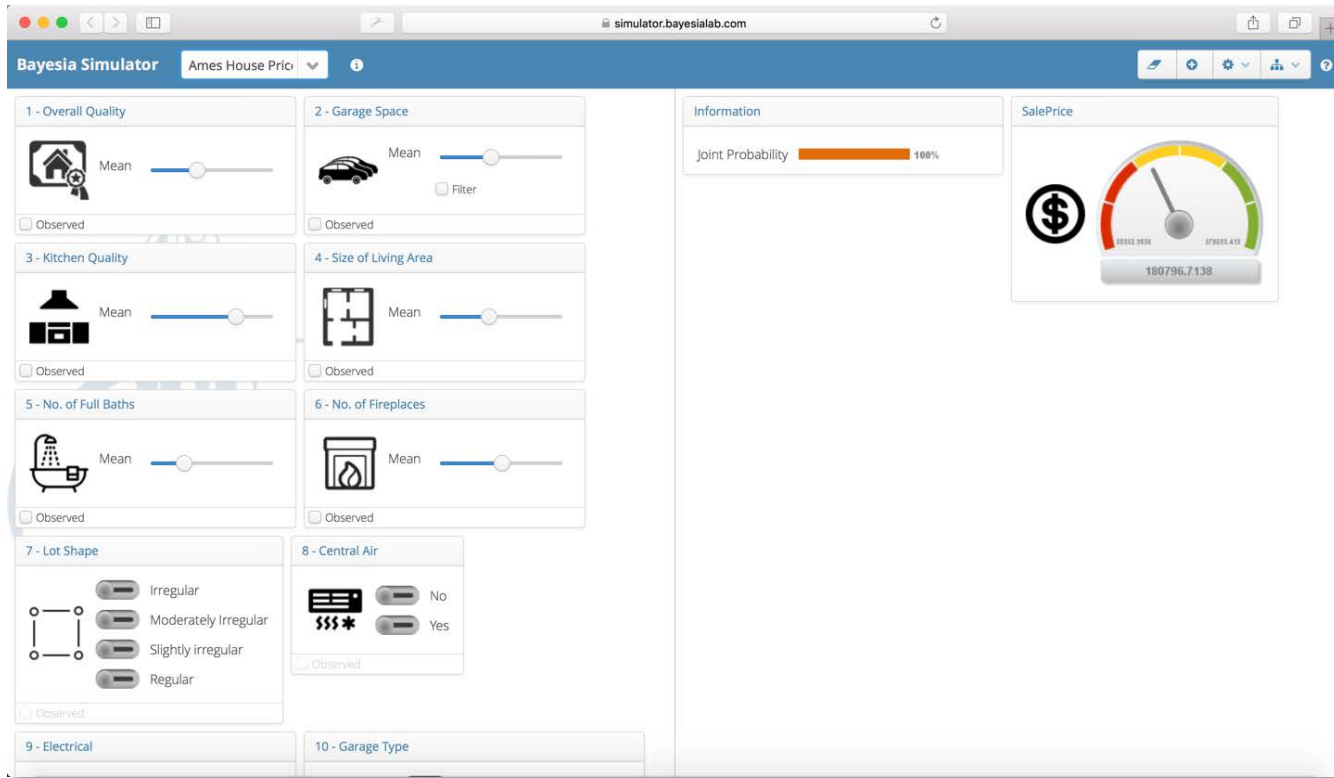 simulator.bayesialab.com
Bayesia Simulator
Ames House Pric
1 - Overall Quality
Mean
Observed
2 - Garage Space
Mean
Filter
Observed
3 - Kitchen Quality
Mean
Observed
4 - Size of Living Area
Mean
Observed
5 - No. of Full Baths
Mean
Observed
6 - No. of Fireplaces
Mean
Observed
7 - Lot Shape
Irregular
Moderately Irregular
Slightly irregular
Regular
Observed
8 - Central Air
No
Yes
Observed
9 - Electrical
10 - Garage Type
Information
Joint Probability 100%
SalePrice
180796.7138